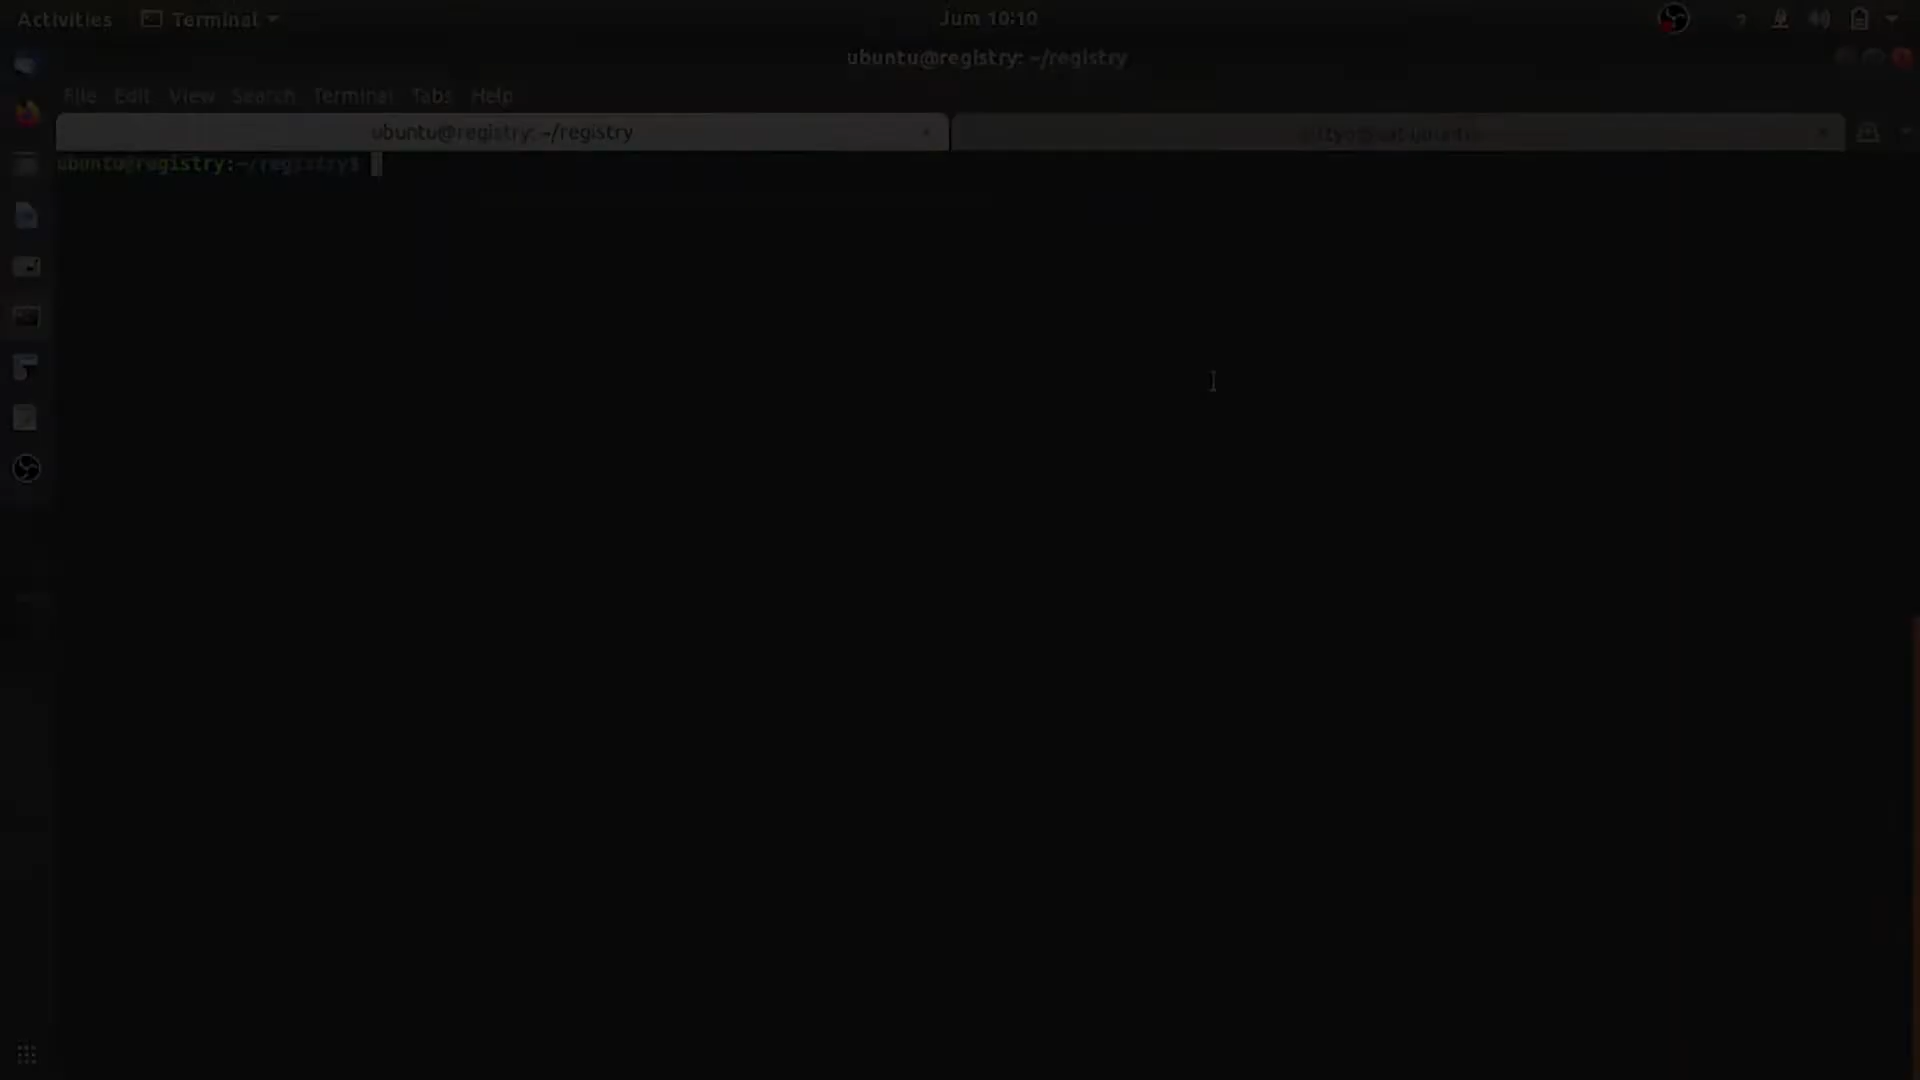 Activities Terminal Jum 10:10
ubuntu@registry: ~/registry
File Edit View Search Terminal Tabs Help
ubuntu@registry: ~/registry
ubuntu@registry:~/registry$